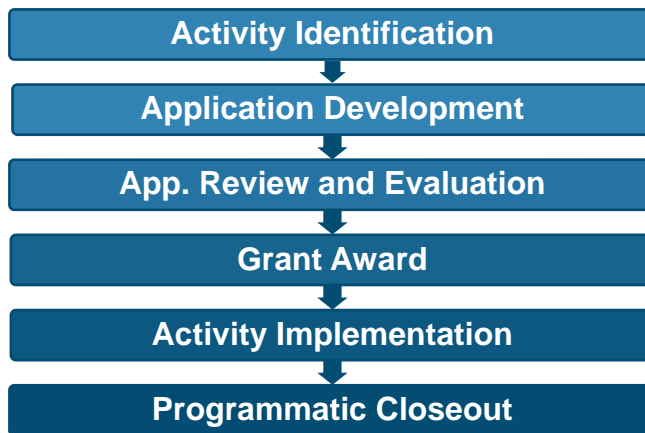 Activity Identification
Application Development
App. Review and Evaluation
Grant Award
Activity Implementation
Programmatic Closeout